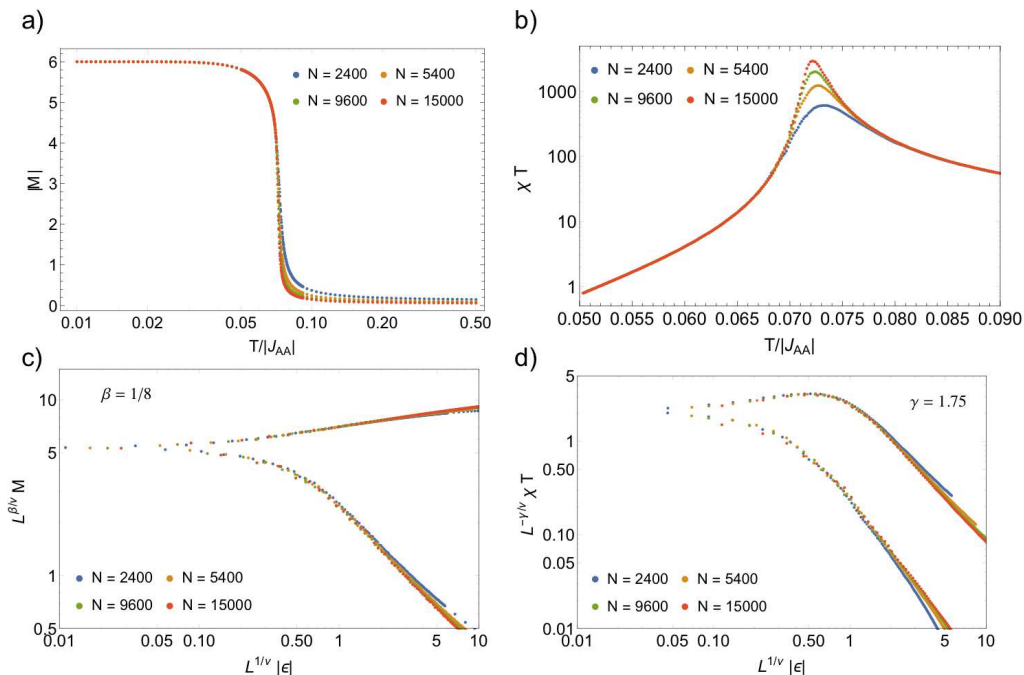 a)
6
5
4
3
2
1
0
|M|
N = 2400 N = 5400
N = 9600 N = 15000
0.01 0.02 0.05 0.10 0.20 0.50
T/|J_AA|
b)
1000
100
10
1
χ T
N = 2400 N = 5400
N = 9600 N = 15000
0.050 0.055 0.060 0.065 0.070 0.075 0.080 0.085 0.090
T/|J_AA|
c)
β = 1/8
10
5
1
0.5
L^{β/ν} M
N = 2400 N = 5400
N = 9600 N = 15000
0.01 0.05 0.10 0.50 1 5 10
L^{1/ν} |ϵ|
d)
γ = 1.75
5
1
0.50
0.10
0.05
0.01
L^{-γ/ν} χ T
N = 2400 N = 5400
N = 9600 N = 15000
0.01 0.05 0.10 0.50 1 5 10
L^{1/ν} |ϵ|